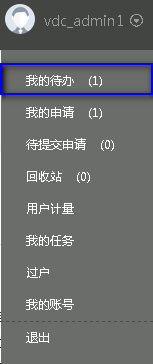 vdc_admin1
我的待办 (1)
我的申请 (1)
待提交申请 (0)
回收站 (0)
用户计量
我的任务
过户
我的账号
退出